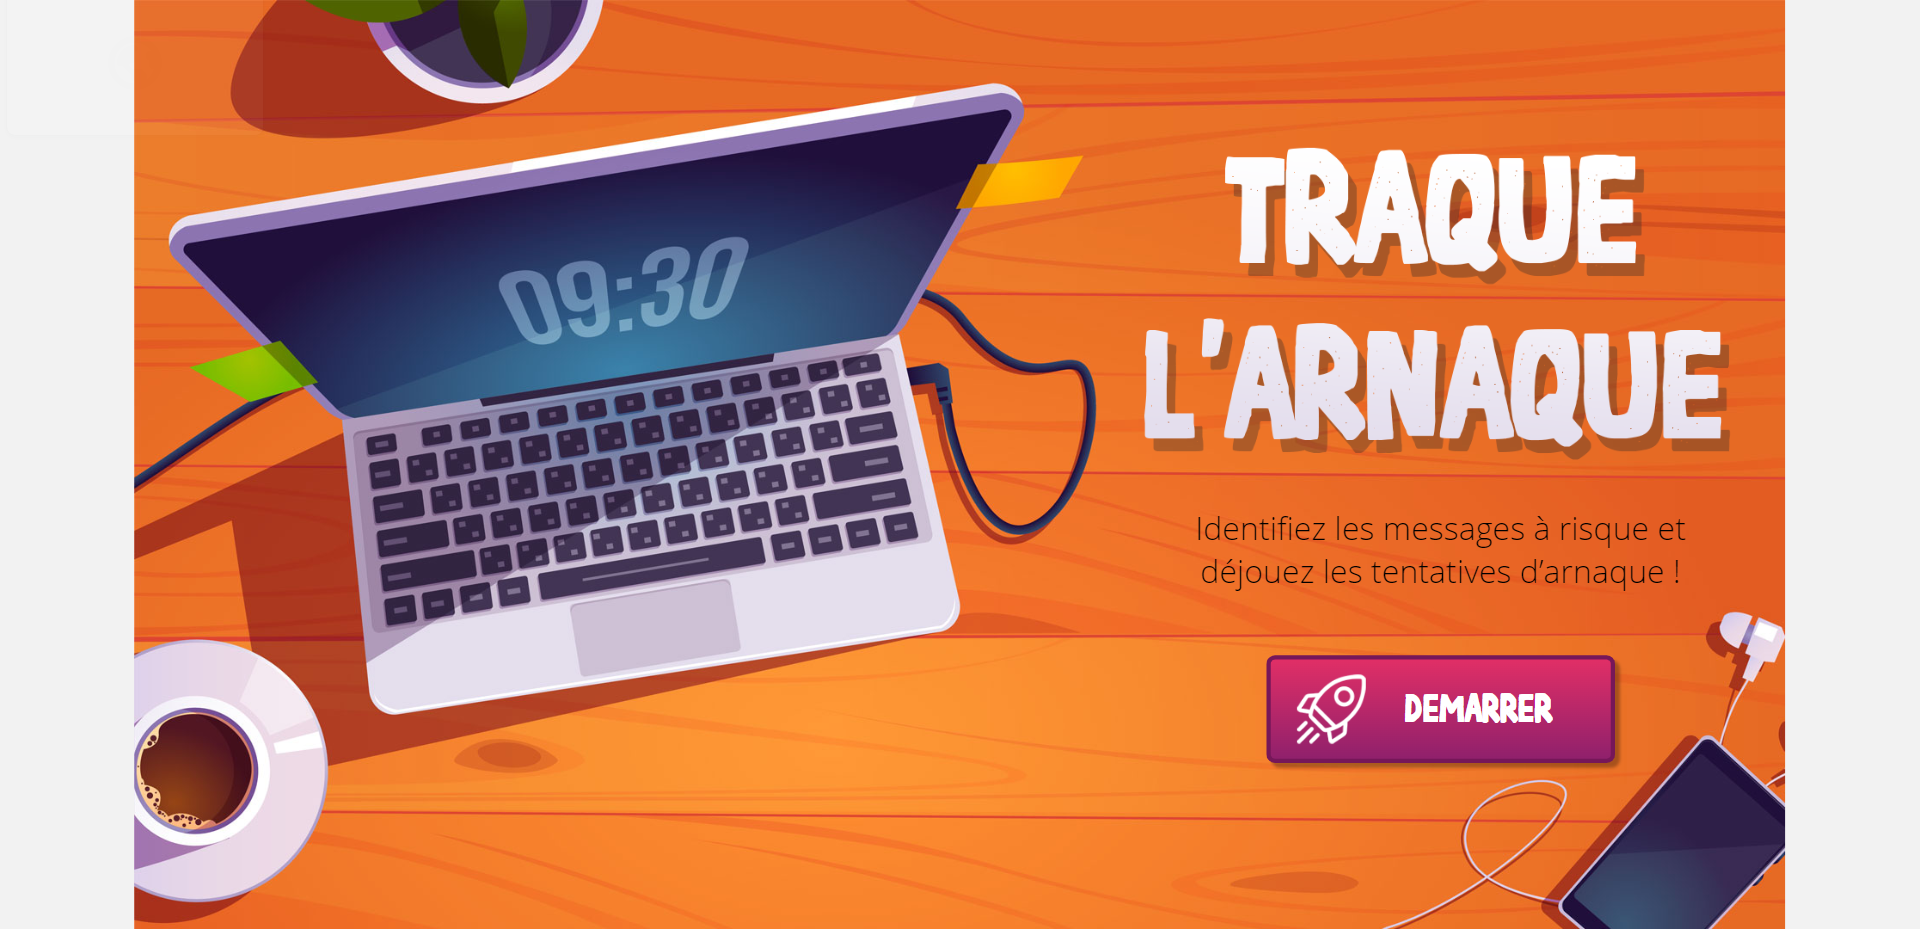 09:30
TRAQUE
L'ARNAQUE
Identifiez les messages à risque et
déjouez les tentatives d’arnaque !
DEMARRER